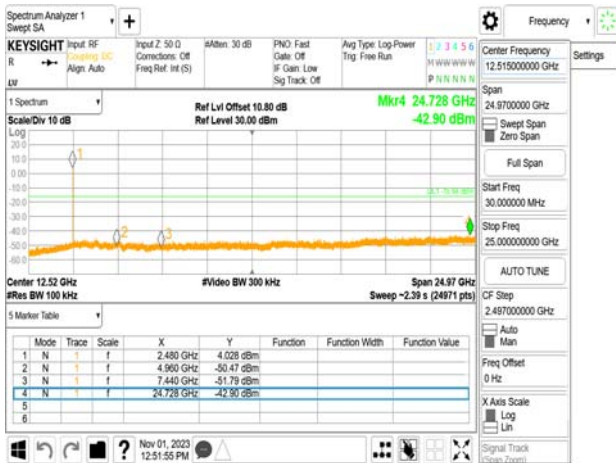 Spectrum Analyzer 1
Swept SA
+
Frequency
KEYSIGHT
Input: RF
Coupling: DC
Align: Auto
Input Z: 50 Ω
Corrections: Off
Freq Ref: Int (S)
#Atten: 30 dB
PNO: Fast
Gate: Off
IF Gain: Low
Sig Track: Off
Avg Type: Log-Power
Trig: Free Run
1 2 3 4 5 6
M W W W W W
P N N N N N
R
LXI
Center Frequency
12.515000000 GHz
Settings
1 Spectrum
Scale/Div 10 dB
Ref Lvl Offset 10.80 dB
Ref Level 30.00 dBm
Mkr4 24.728 GHz
-42.90 dBm
Span
24.9700000 GHz
Swept Span
Zero Span
Full Span
Start Freq
30.000000 MHz
Stop Freq
25.000000000 GHz
AUTO TUNE
CF Step
2.497000000 GHz
Auto
Man
Freq Offset
0 Hz
X Axis Scale
Log
Lin
Signal Track
(Span Zoom)
Log
20.0
10.0
0.00
-10.0
-20.0
-30.0
-40.0
-50.0
-60.0
1
2
3
Center 12.52 GHz
#Video BW 300 kHz
Span 24.97 GHz
#Res BW 100 kHz
Sweep ~2.39 s (24971 pts)
5 Marker Table
Mode Trace Scale X Y Function Function Width Function Value
1 N 1 f 2.480 GHz 4.028 dBm
2 N 1 f 4.960 GHz -50.47 dBm
3 N 1 f 7.440 GHz -51.79 dBm
4 N 1 f 24.728 GHz -42.90 dBm
5
6
?
Nov 01, 2023
12:51:55 PM